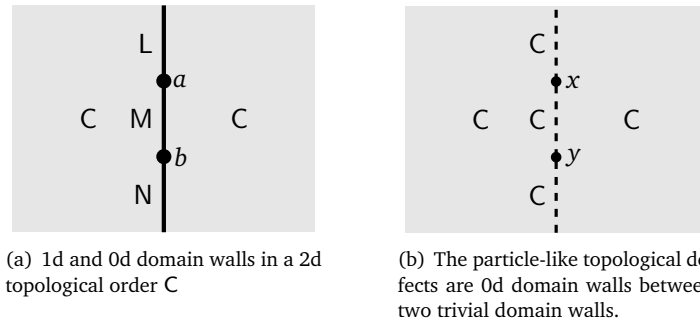 L
a
C M C
b
N
C
x
C C C
y
C
(a) 1d and 0d domain walls in a 2d
topological order C
(b) The particle-like topological de
fects are 0d domain walls between
two trivial domain walls.